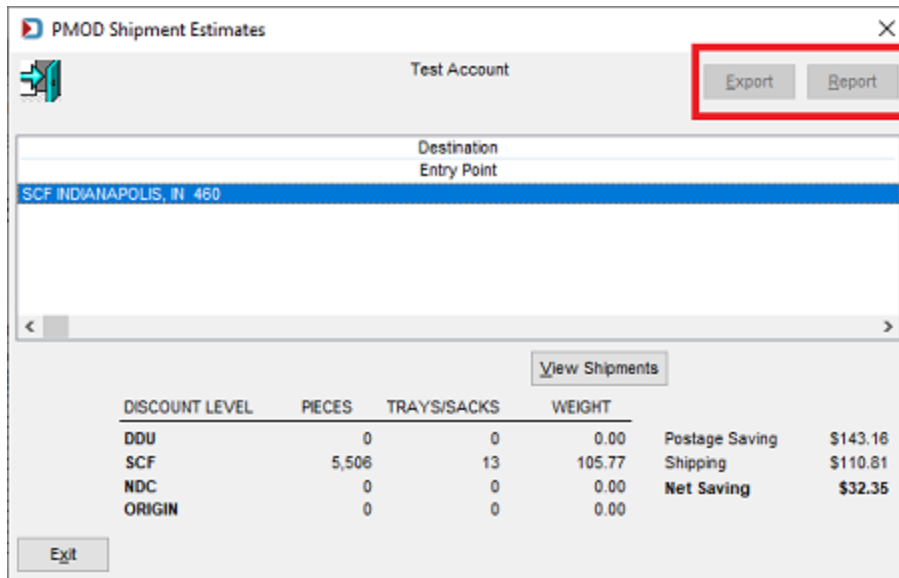 PMOD Shipment Estimates
Test Account
Export Report
Destination
Entry Point
SCF INDIANAPOLIS, IN 460
View Shipments
DISCOUNT LEVEL PIECES TRAYS/SACKS WEIGHT
DDU 0 0 0.00 Postage Saving $143.16
SCF 5,506 13 105.77 Shipping $110.81
NDC 0 0 0.00 Net Saving $32.35
ORIGIN 0 0 0.00
Exit